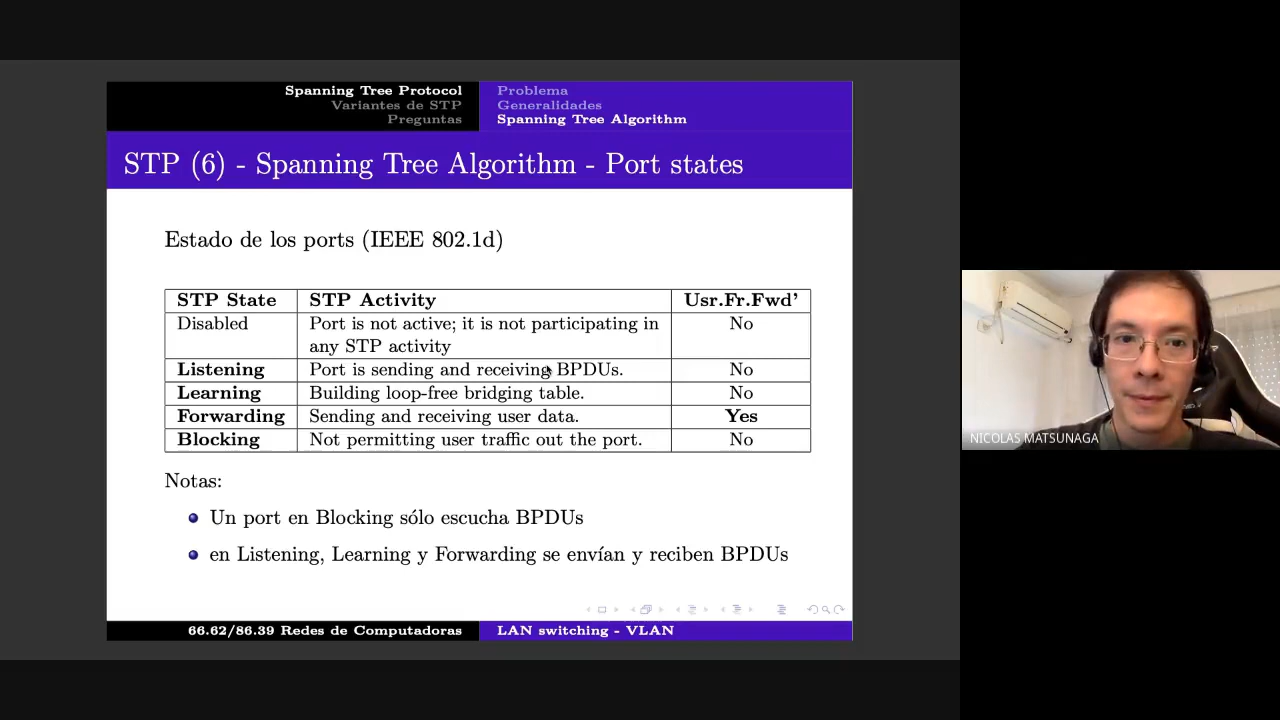 Spanning Tree Protocol
Variantes de STP
Preguntas
Problema
Generalidades
Spanning Tree Algorithm
STP (6) - Spanning Tree Algorithm - Port states
Estado de los ports (IEEE 802.1d)
STP State STP Activity Usr.Fr.Fwd'
Disabled Port is not active; it is not participating in No
any STP activity
Listening Port is sending and receiving BPDUs. No
Learning Building loop-free bridging table. No
Forwarding Sending and receiving user data. Yes
Blocking Not permitting user traffic out the port. No
Notas:
Un port en Blocking sólo escucha BPDUs
en Listening, Learning y Forwarding se envían y reciben BPDUs
66.62/86.39 Redes de Computadoras
LAN switching - VLAN
NICOLAS MATSUNAGA